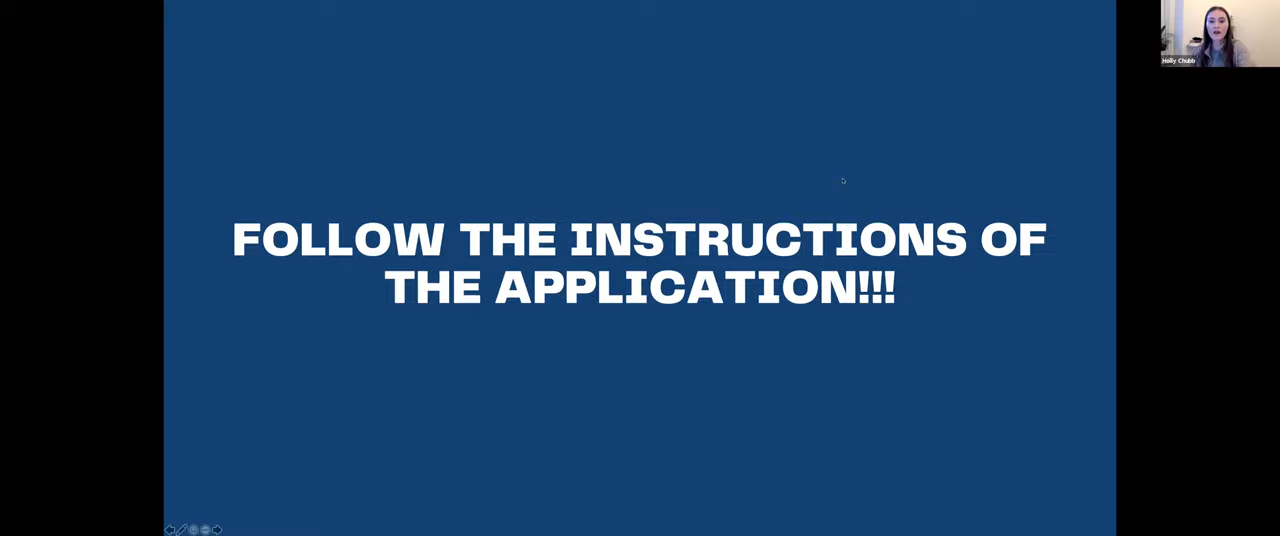 Holly Chubb
FOLLOW THE INSTRUCTIONS OF
THE APPLICATION!!!